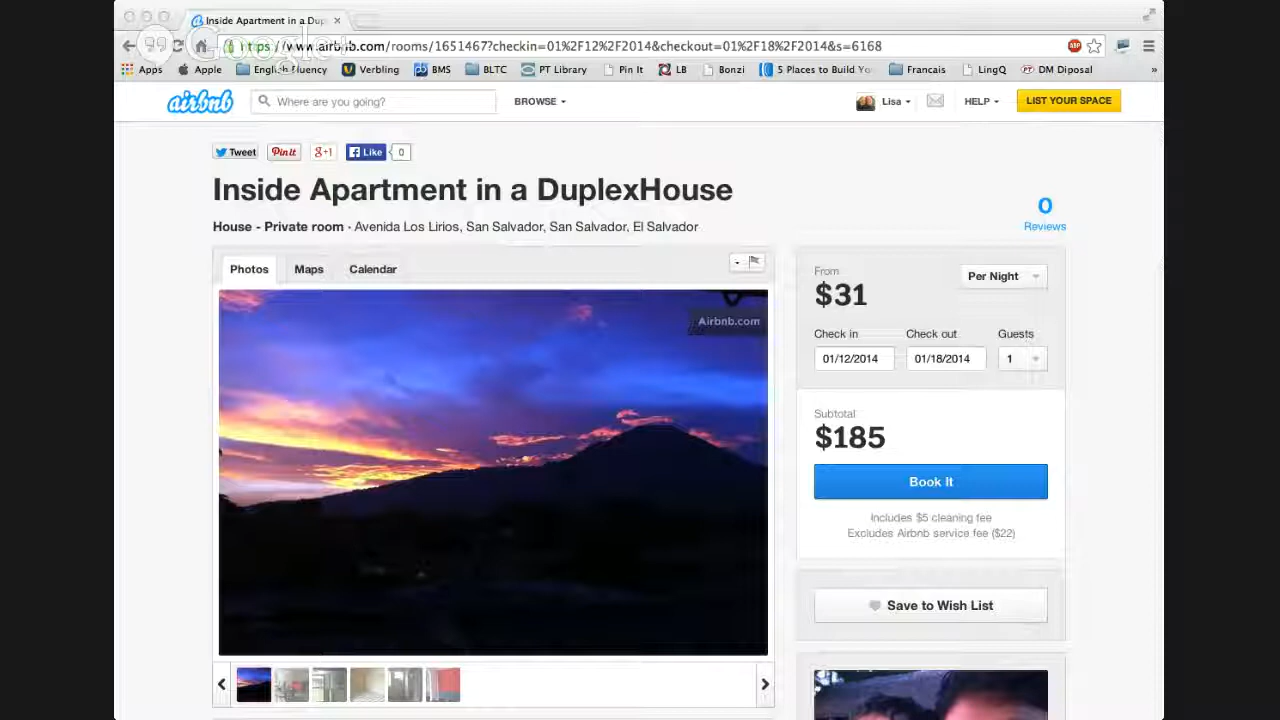 Inside Apartment in a Dup
Google+
https://www.airbnb.com/rooms/1651467?checkin=01%2F12%2F2014&checkout=01%2F18%2F2014&s=6168
ABP
Apps Apple English Fluency Verbling BMS BLTC PT Library Pin It LB Bonzi 5 Places to Build Yo Francais LingQ DM Diposal »
airbnb Where are you going? BROWSE Lisa HELP LIST YOUR SPACE
Tweet Pin it g+1 Like 0
Inside Apartment in a DuplexHouse
0
Reviews
House - Private room · Avenida Los Lirios, San Salvador, San Salvador, El Salvador
Photos Maps Calendar
Airbnb.com
From
$31
Per Night
Check in Check out Guests
01/12/2014 01/18/2014 1
Subtotal
$185
Book It
Includes $5 cleaning fee
Excludes Airbnb service fee ($22)
Save to Wish List